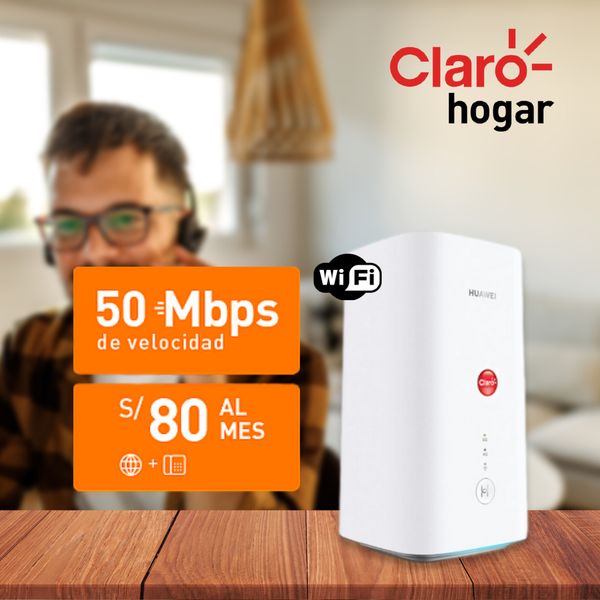 Claro
hogar
WiFi
50 Mbps
de velocidad
S/ 80 AL
MES
+
HUAWEI
Claro